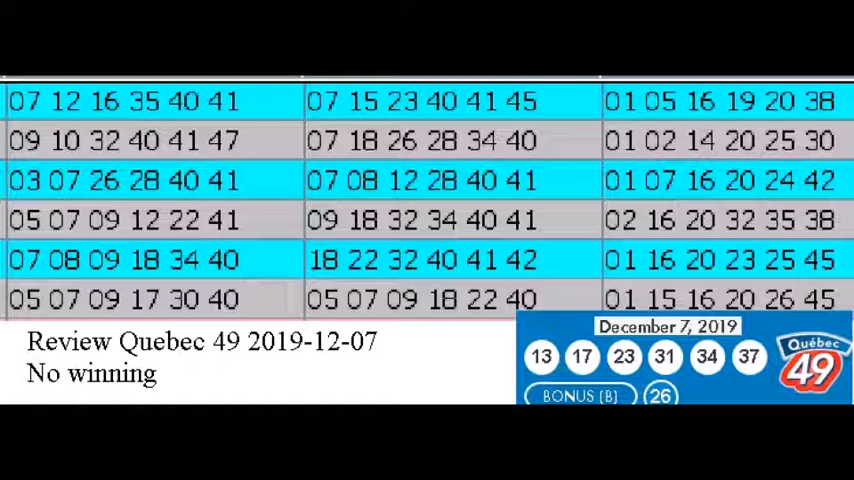 07 12 16 35 40 41 07 15 23 40 41 45 01 05 16 19 20 38
09 10 32 40 41 47 07 18 26 28 34 40 01 02 14 20 25 30
03 07 26 28 40 41 07 08 12 28 40 41 01 07 16 20 24 42
05 07 09 12 22 41 09 18 32 34 40 41 02 16 20 32 35 38
07 08 09 18 34 40 18 22 32 40 41 42 01 16 20 23 25 45
05 07 09 17 30 40 05 07 09 18 22 40 01 15 16 20 26 45
Review Quebec 49 2019-12-07
No winning
December 7, 2019
13 17 23 31 34 37
BONUS (B) 26
Québec
49